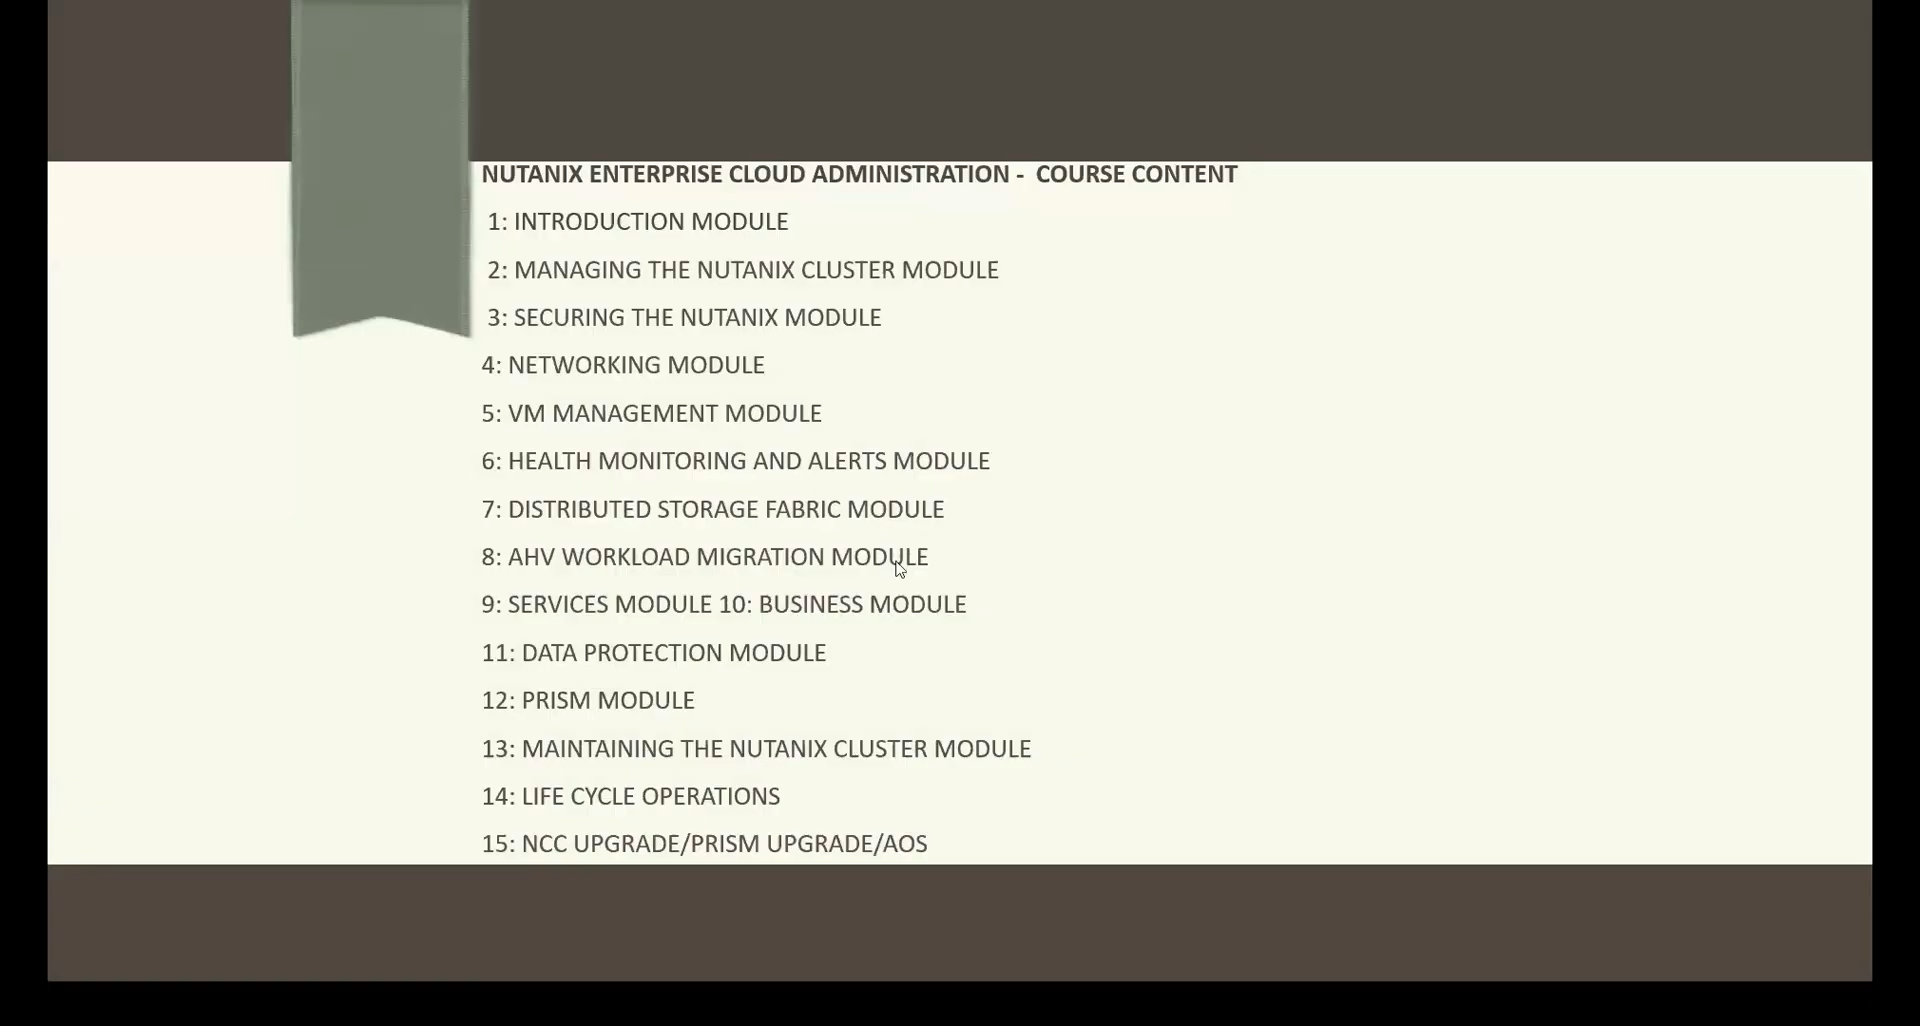 NUTANIX ENTERPRISE CLOUD ADMINISTRATION - COURSE CONTENT
1: INTRODUCTION MODULE
2: MANAGING THE NUTANIX CLUSTER MODULE
3: SECURING THE NUTANIX MODULE
4: NETWORKING MODULE
5: VM MANAGEMENT MODULE
6: HEALTH MONITORING AND ALERTS MODULE
7: DISTRIBUTED STORAGE FABRIC MODULE
8: AHV WORKLOAD MIGRATION MODULE
9: SERVICES MODULE 10: BUSINESS MODULE
11: DATA PROTECTION MODULE
12: PRISM MODULE
13: MAINTAINING THE NUTANIX CLUSTER MODULE
14: LIFE CYCLE OPERATIONS
15: NCC UPGRADE/PRISM UPGRADE/AOS